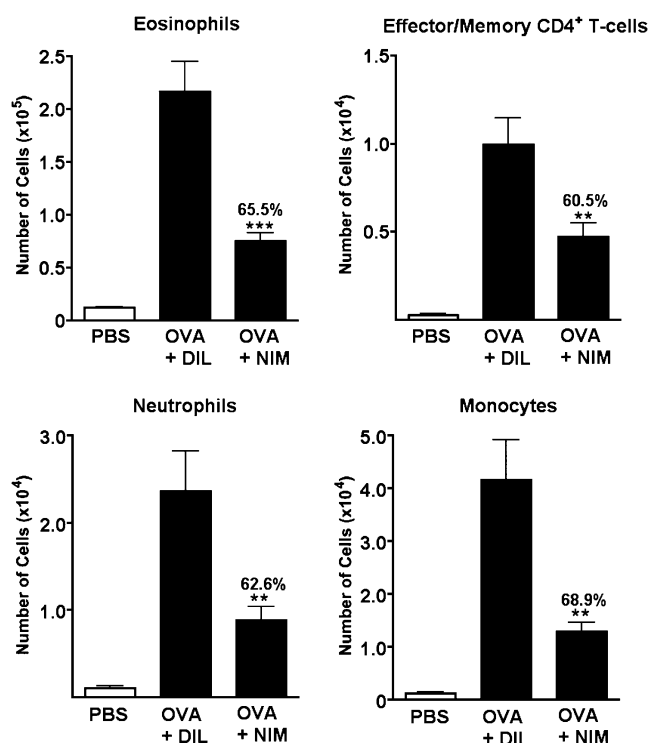 Eosinophils
Number of Cells (x10⁵)
2.5
2.0
1.5
1.0
0.5
0
65.5%
***
PBS
OVA
+ DIL
OVA
+ NIM
Effector/Memory CD4⁺ T-cells
Number of Cells (x10⁴)
1.5
1.0
0.5
60.5%
**
PBS
OVA
+ DIL
OVA
+ NIM
Neutrophils
Number of Cells (x10⁴)
3.0
2.0
1.0
62.6%
**
PBS
OVA
+ DIL
OVA
+ NIM
Monocytes
Number of Cells (x10⁴)
5.0
4.0
3.0
2.0
1.0
0
68.9%
**
PBS
OVA
+ DIL
OVA
+ NIM